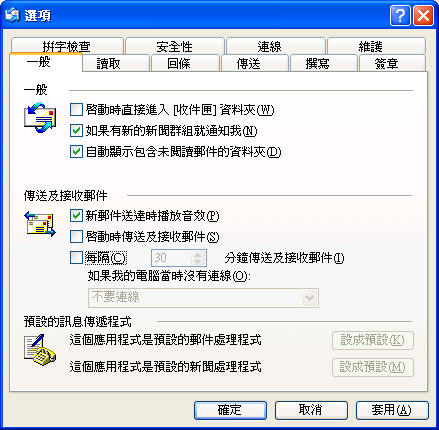 選項
拼字檢查 安全性 連線 維護
一般 讀取 回條 傳送 撰寫 簽章
一般
啓動時直接進入 [收件匣] 資料夾(W)
如果有新的新聞群組就通知我(N)
自動顯示包含未閱讀郵件的資料夾(D)
傳送及接收郵件
新郵件送達時播放音效(P)
啓動時傳送及接收郵件(S)
每隔(C) 30 分鐘傳送及接收郵件(I)
如果我的電腦當時沒有連線(O):
不要連線
預設的訊息傳遞程式
這個應用程式是預設的郵件處理程式 設成預設(K)
這個應用程式是預設的新聞處理程式 設成預設(M)
確定 取消 套用(A)